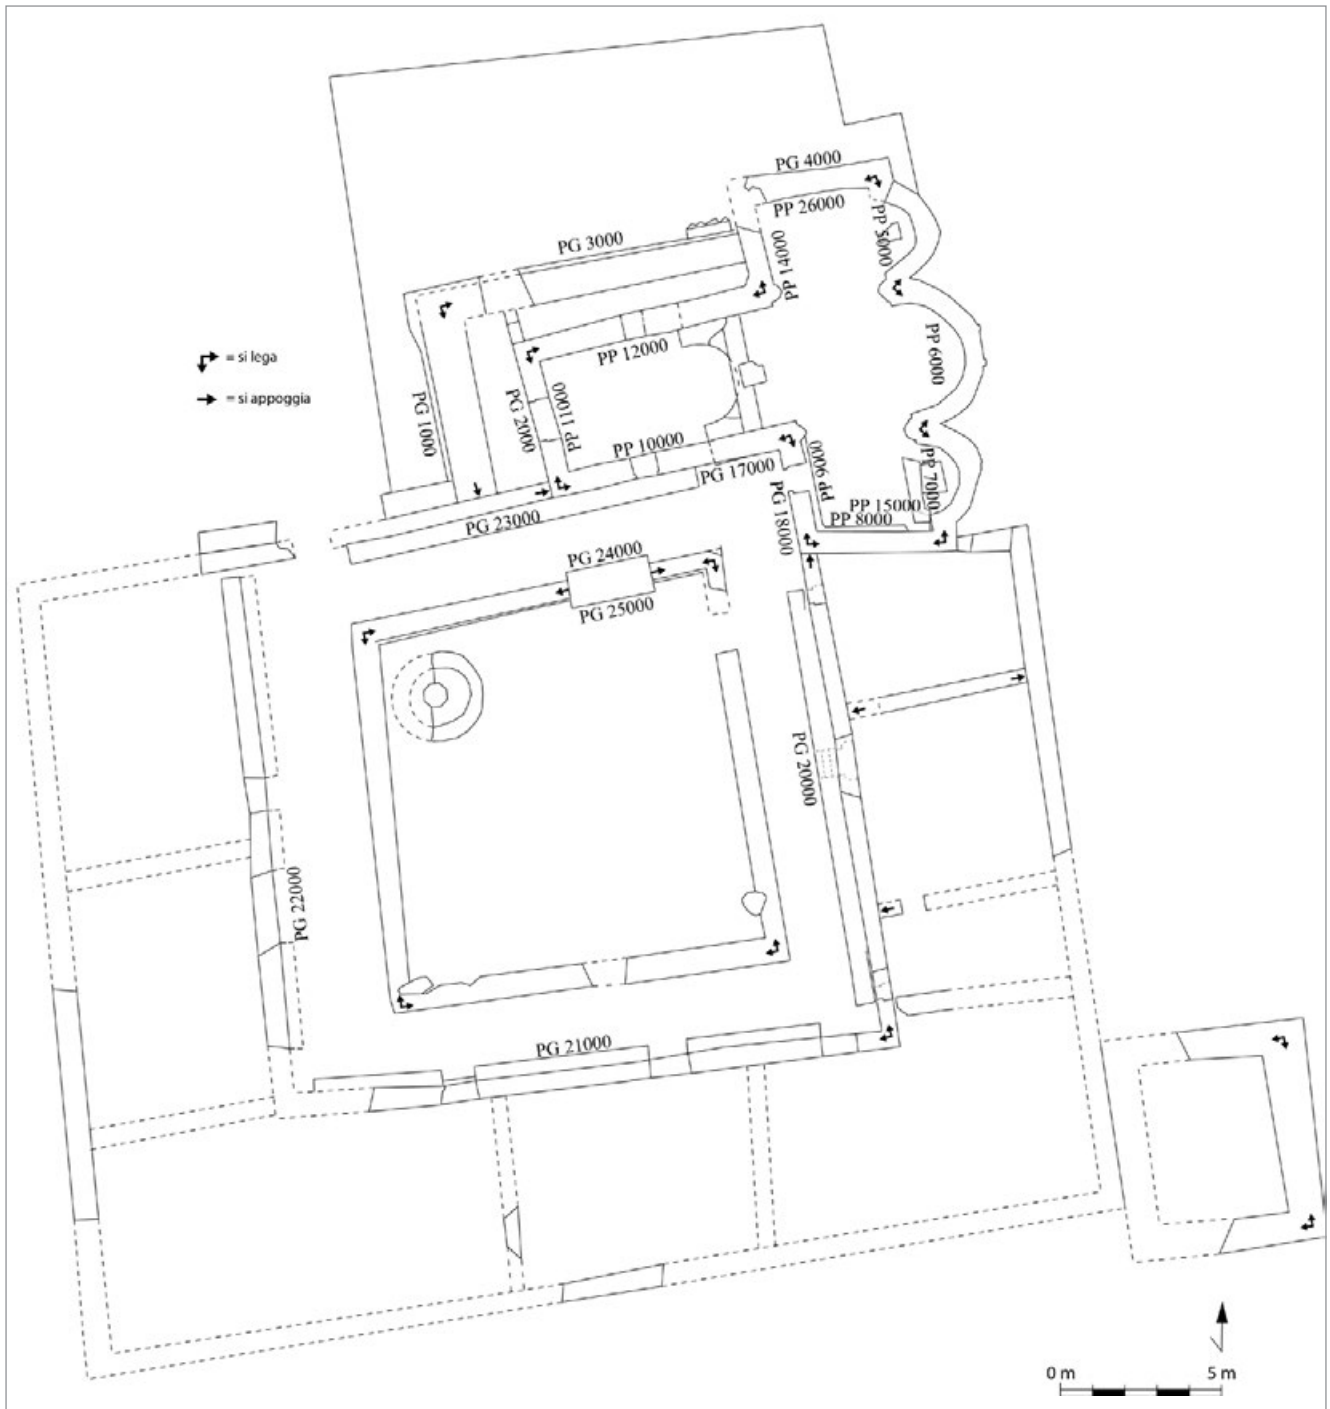 PG 4000
PP 26000
PP 5000
PG 3000
PP 14000
PP 12000
PP 6000
= si lega
= si appoggia
PG 1000
PG 2000
PP 11000
PP 10000
PG 17000
PP 9000
PP 7000
PP 15000
PP 8000
PG 18000
PG 23000
PG 24000
PG 25000
PG 20000
PG 22000
PG 21000
0 m 5 m